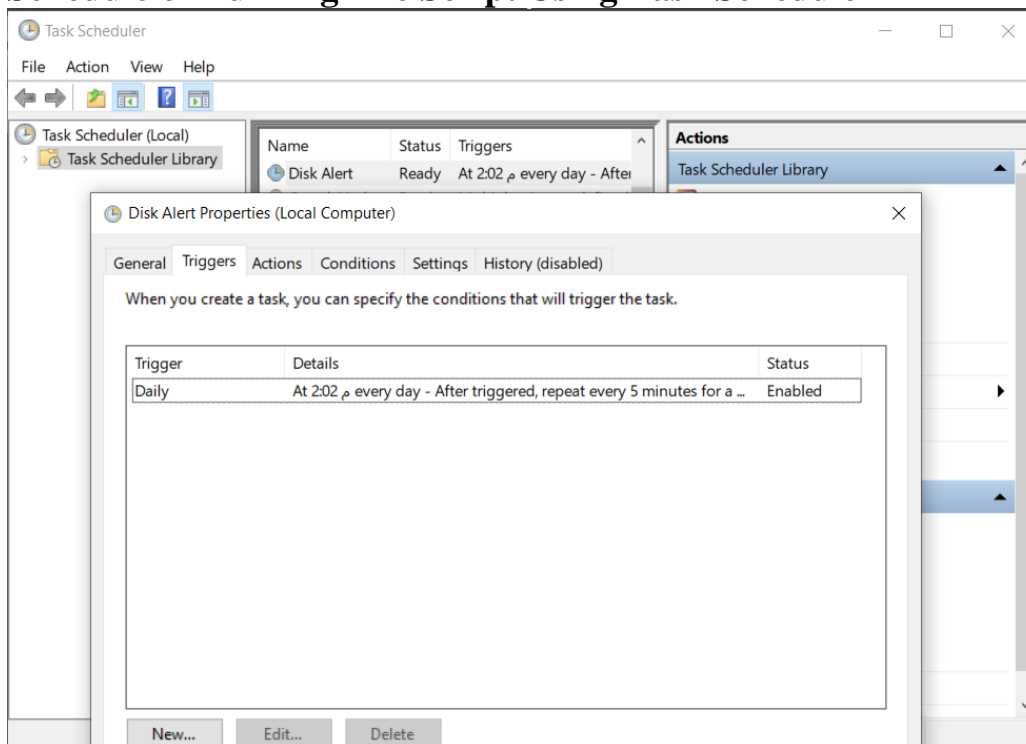 Task Scheduler
File Action View Help
Task Scheduler (Local)
Task Scheduler Library
Name Status Triggers
Disk Alert Ready At 2:02 م every day - After
Actions
Task Scheduler Library
Disk Alert Properties (Local Computer)
General Triggers Actions Conditions Settings History (disabled)
When you create a task, you can specify the conditions that will trigger the task.
Trigger Details Status
Daily At 2:02 م every day - After triggered, repeat every 5 minutes for a ... Enabled
New... Edit... Delete